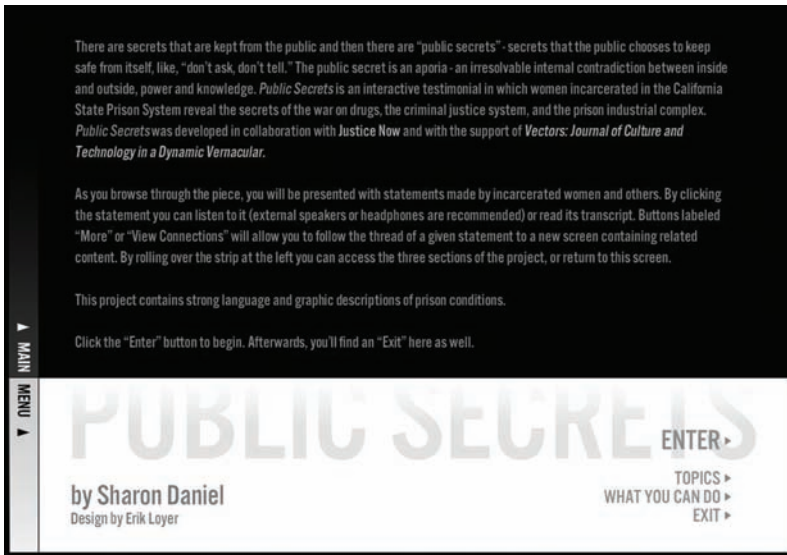 There are secrets that are kept from the public and then there are “public secrets” - secrets that the public chooses to keep
safe from itself, like, “don’t ask, don’t tell.” The public secret is an aporia - an irresolvable internal contradiction between inside
and outside, power and knowledge. Public Secrets is an interactive testimonial in which women incarcerated in the California
State Prison System reveal the secrets of the war on drugs, the criminal justice system, and the prison industrial complex.
Public Secrets was developed in collaboration with Justice Now and with the support of Vectors: Journal of Culture and
Technology in a Dynamic Vernacular.
As you browse through the piece, you will be presented with statements made by incarcerated women and others. By clicking
the statement you can listen to it (external speakers or headphones are recommended) or read its transcript. Buttons labeled
“More” or “View Connections” will allow you to follow the thread of a given statement to a new screen containing related
content. By rolling over the strip at the left you can access the three sections of the project, or return to this screen.
This project contains strong language and graphic descriptions of prison conditions.
Click the “Enter” button to begin. Afterwards, you’ll find an “Exit” here as well.
MAIN MENU
PUBLIC SECRETS
ENTER
by Sharon Daniel
Design by Erik Loyer
TOPICS
WHAT YOU CAN DO
EXIT